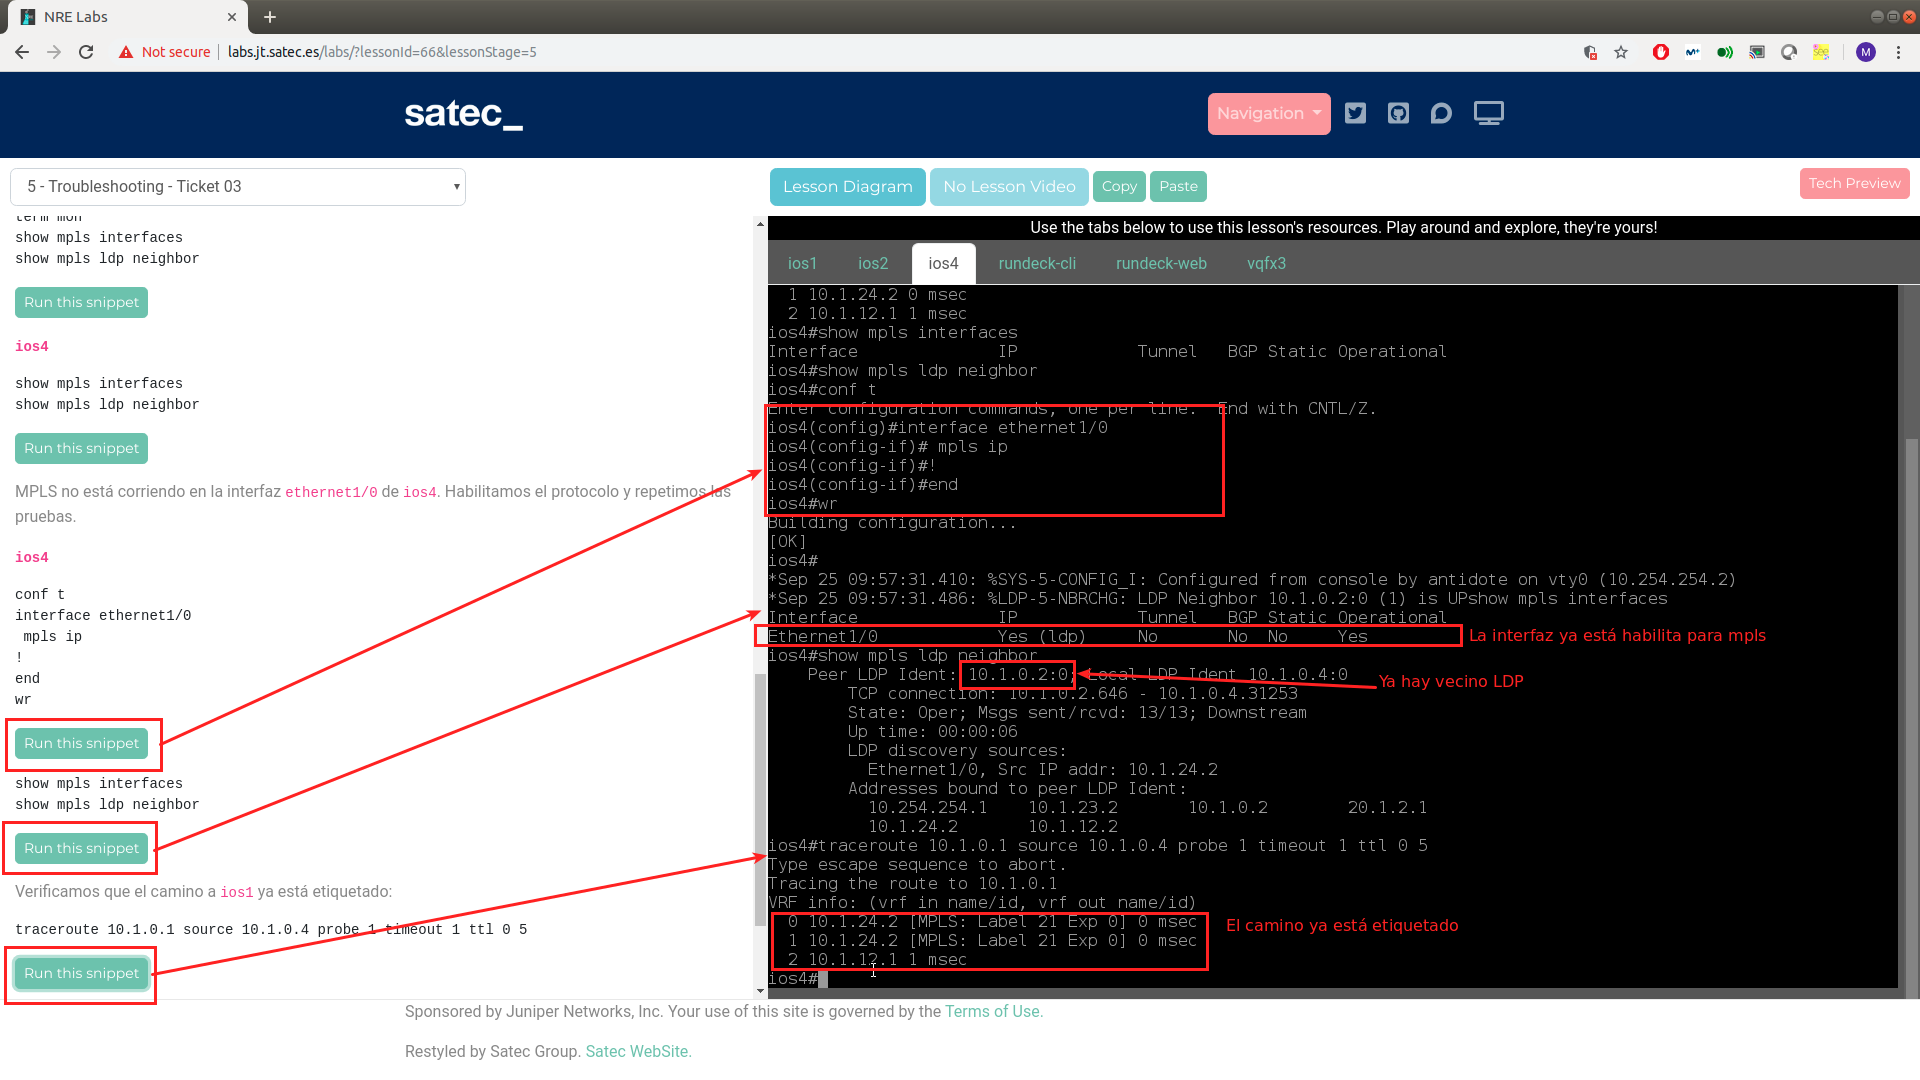 NRE Labs
Not secure
labs.jt.satec.es/labs/?lessonId=66&lessonStage=5
M
satec_
Navigation
5 - Troubleshooting - Ticket 03
Lesson Diagram
No Lesson Video
Copy
Paste
Tech Preview
term mon
show mpls interfaces
show mpls ldp neighbor
Run this snippet
ios4
show mpls interfaces
show mpls ldp neighbor
Run this snippet
MPLS no está corriendo en la interfaz ethernet1/0 de ios4. Habilitamos el protocolo y repetimos las
pruebas.
ios4
conf t
interface ethernet1/0
mpls ip
!
end
wr
Run this snippet
show mpls interfaces
show mpls ldp neighbor
Run this snippet
Verificamos que el camino a ios1 ya está etiquetado:
traceroute 10.1.0.1 source 10.1.0.4 probe 1 timeout 1 ttl 0 5
Run this snippet
Use the tabs below to use this lesson's resources. Play around and explore, they're yours!
ios1 ios2 ios4 rundeck-cli rundeck-web vqfx3
1 10.1.24.2 0 msec
2 10.1.12.1 1 msec
ios4#show mpls interfaces
Interface IP Tunnel BGP Static Operational
ios4#show mpls ldp neighbor
ios4#conf t
Enter configuration commands, one per line. End with CNTL/Z.
ios4(config)#interface ethernet1/0
ios4(config-if)# mpls ip
ios4(config-if)#!
ios4(config-if)#end
ios4#wr
Building configuration...
[OK]
ios4#
*Sep 25 09:57:31.410: %SYS-5-CONFIG_I: Configured from console by antidote on vty0 (10.254.254.2)
*Sep 25 09:57:31.486: %LDP-5-NBRCHG: LDP Neighbor 10.1.0.2:0 (1) is UPshow mpls interfaces
Interface IP Tunnel BGP Static Operational
Ethernet1/0 Yes (ldp) No No No Yes
La interfaz ya está habilita para mpls
ios4#show mpls ldp neighbor
Peer LDP Ident: 10.1.0.2:0; Local LDP Ident 10.1.0.4:0
Ya hay vecino LDP
TCP connection: 10.1.0.2.646 - 10.1.0.4.31253
State: Oper; Msgs sent/rcvd: 13/13; Downstream
Up time: 00:00:06
LDP discovery sources:
Ethernet1/0, Src IP addr: 10.1.24.2
Addresses bound to peer LDP Ident:
10.254.254.1 10.1.23.2 10.1.0.2 20.1.2.1
10.1.24.2 10.1.12.2
ios4#traceroute 10.1.0.1 source 10.1.0.4 probe 1 timeout 1 ttl 0 5
Type escape sequence to abort.
Tracing the route to 10.1.0.1
VRF info: (vrf in name/id, vrf out name/id)
0 10.1.24.2 [MPLS: Label 21 Exp 0] 0 msec
El camino ya está etiquetado
1 10.1.24.2 [MPLS: Label 21 Exp 0] 0 msec
2 10.1.12.1 1 msec
ios4#
Sponsored by Juniper Networks, Inc. Your use of this site is governed by the Terms of Use.
Restyled by Satec Group. Satec WebSite.